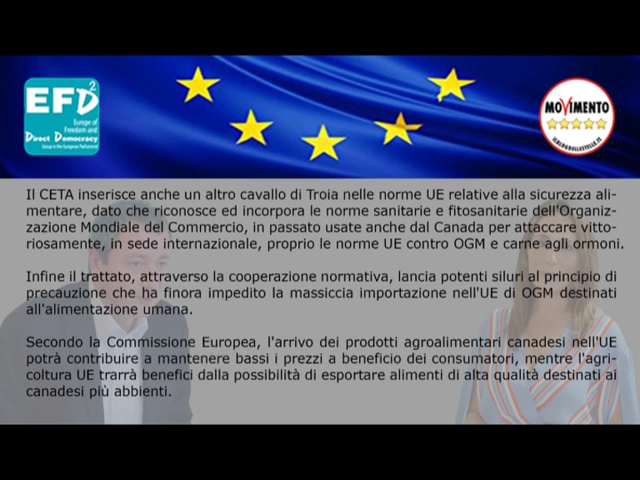 EFD2
Europe of
Freedom and
Direct Democracy
Group in the European Parliament
MOVIMENTO
ILBLOGDELLESTELLE.IT
Il CETA inserisce anche un altro cavallo di Troia nelle norme UE relative alla sicurezza ali-
mentare, dato che riconosce ed incorpora le norme sanitarie e fitosanitarie dell'Organiz-
zazione Mondiale del Commercio, in passato usate anche dal Canada per attaccare vitto-
riosamente, in sede internazionale, proprio le norme UE contro OGM e carne agli ormoni.
Infine il trattato, attraverso la cooperazione normativa, lancia potenti siluri al principio di
precauzione che ha finora impedito la massiccia importazione nell'UE di OGM destinati
all'alimentazione umana.
Secondo la Commissione Europea, l'arrivo dei prodotti agroalimentari canadesi nell'UE
potrà contribuire a mantenere bassi i prezzi a beneficio dei consumatori, mentre l'agri-
coltura UE trarrà benefici dalla possibilità di esportare alimenti di alta qualità destinati ai
canadesi più abbienti.